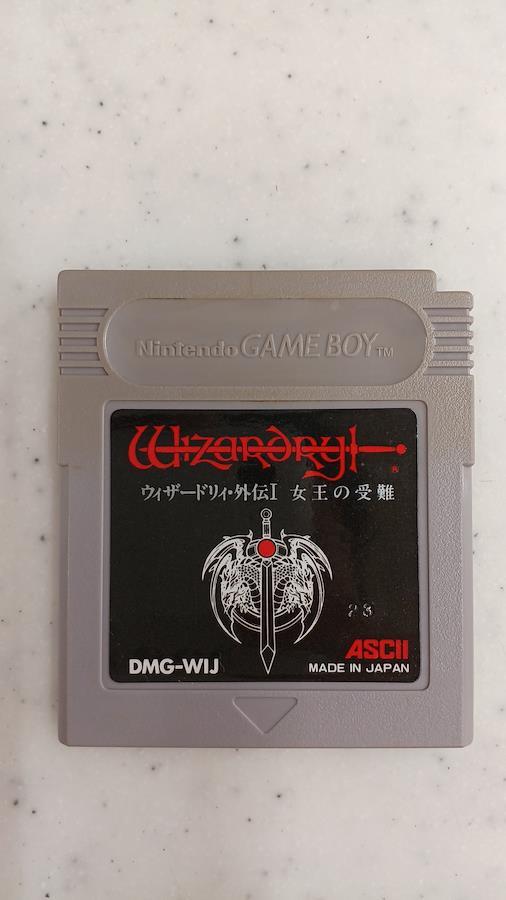 Nintendo GAME BOY TM
Wizardry I ®
ウィザードリィ・外伝I 女王の受難
23
ASCII
DMG-WIJ
MADE IN JAPAN